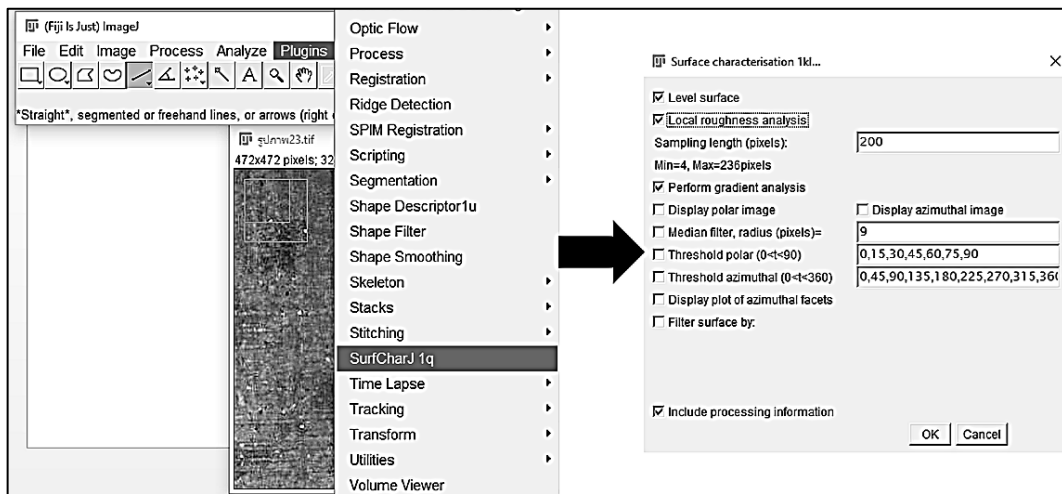 (Fiji Is Just) ImageJ
File Edit Image Process Analyze Plugins
*Straight*, segmented or freehand lines, or arrows (right
รูปภาพ23.tif
472x472 pixels; 32
Optic Flow
Process
Registration
Ridge Detection
SPIM Registration
Scripting
Segmentation
Shape Descriptor1u
Shape Filter
Shape Smoothing
Skeleton
Stacks
Stitching
SurfCharJ 1q
Time Lapse
Tracking
Transform
Utilities
Volume Viewer
Surface characterisation 1kl...
Level surface
Local roughness analysis
Sampling length (pixels): 200
Min=4, Max=236pixels
Perform gradient analysis
Display polar image Display azimuthal image
Median filter, radius (pixels)= 9
Threshold polar (0<t<90) 0,15,30,45,60,75,90
Threshold azimuthal (0<t<360) 0,45,90,135,180,225,270,315,360
Display plot of azimuthal facets
Filter surface by:
Include processing information
OK Cancel